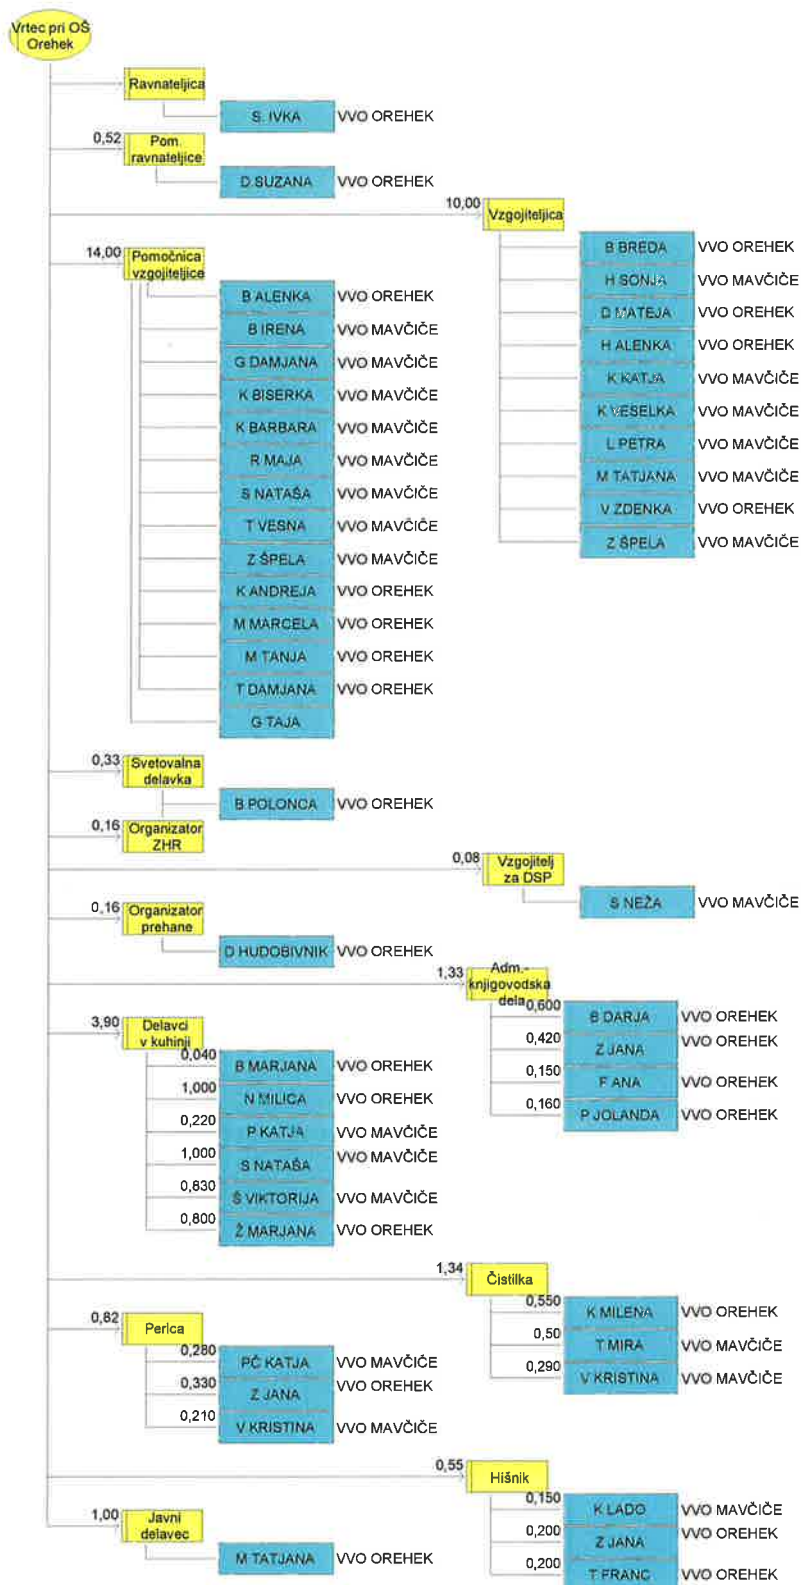 Vrtec pri OŠ
Orehek
Ravnateljica
S. IVKA VVO OREHEK
0,52 Pom.
ravnateljice
D SUZANA VVO OREHEK
10,00 Vzgojiteljica
B BREDA VVO OREHEK
H SONJA VVO MAVČIČE
D MATEJA VVO OREHEK
H ALENKA VVO OREHEK
K KATJA VVO MAVČIČE
K VESELKA VVO MAVČIČE
L PETRA VVO MAVČIČE
M TATJANA VVO MAVČIČE
V ZDENKA VVO OREHEK
Z ŠPELA VVO MAVČIČE
14,00 Pomočnica
vzgojiteljice
B ALENKA VVO OREHEK
B IRENA VVO MAVČIČE
G DAMJANA VVO MAVČIČE
K BISERKA VVO MAVČIČE
K BARBARA VVO MAVČIČE
R MAJA VVO MAVČIČE
S NATAŠA VVO MAVČIČE
T VESNA VVO MAVČIČE
Z ŠPELA VVO MAVČIČE
K ANDREJA VVO OREHEK
M MARCELA VVO OREHEK
M TANJA VVO OREHEK
T DAMJANA VVO OREHEK
G TAJA
0,33 Svetovalna
delavka
B POLONCA VVO OREHEK
0,16 Organizator
ZHR
0,08 Vzgojitelj
za DSP
S NEŽA VVO MAVČIČE
0,16 Organizator
prehane
D HUDOBIVNIK VVO OREHEK
1,33 Adm.-
knjigovodska
dela
0,600 B DARJA VVO OREHEK
0,420 Z JANA VVO OREHEK
0,150 F ANA VVO OREHEK
0,160 P JOLANDA VVO OREHEK
3,90 Delavci
v kuhinji
0,040 B MARJANA VVO OREHEK
1,000 N MILICA VVO OREHEK
0,220 P KATJA VVO MAVČIČE
1,000 S NATAŠA VVO MAVČIČE
0,830 Š VIKTORIJA VVO MAVČIČE
0,800 Ž MARJANA VVO OREHEK
1,34 Čistilka
0,550 K MILENA VVO OREHEK
0,50 T MIRA VVO MAVČIČE
0,290 V KRISTINA VVO MAVČIČE
0,82 Perica
0,280 PČ KATJA VVO MAVČIČE
0,330 Z JANA VVO OREHEK
0,210 V KRISTINA VVO MAVČIČE
0,55 Hišnik
0,150 K LADO VVO MAVČIČE
0,200 Z JANA VVO OREHEK
0,200 T FRANC VVO OREHEK
1,00 Javni
delavec
M TATJANA VVO OREHEK